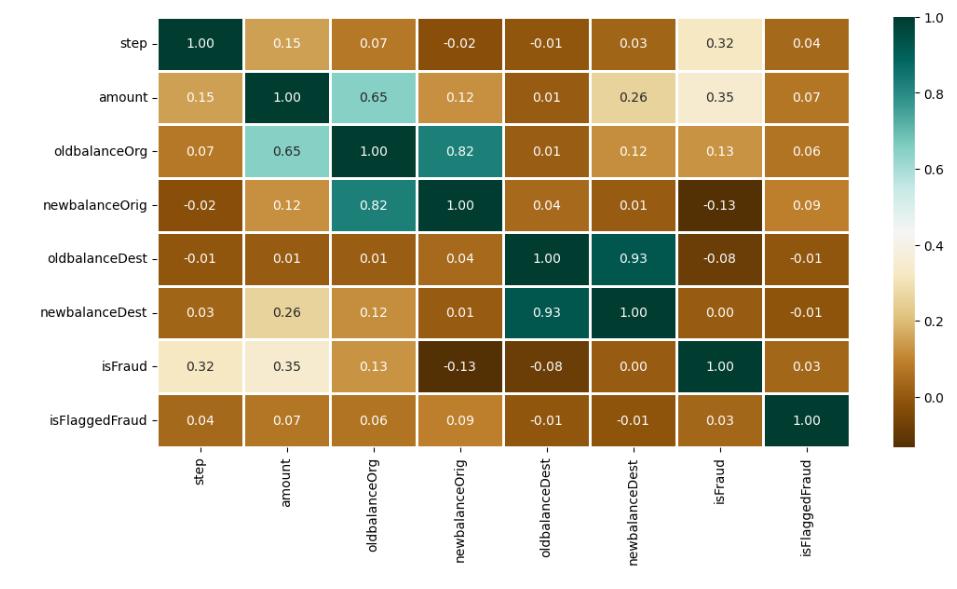 step 1.00 0.15 0.07 -0.02 -0.01 0.03 0.32 0.04
amount 0.15 1.00 0.65 0.12 0.01 0.26 0.35 0.07
oldbalanceOrg 0.07 0.65 1.00 0.82 0.01 0.12 0.13 0.06
newbalanceOrig -0.02 0.12 0.82 1.00 0.04 0.01 -0.13 0.09
oldbalanceDest -0.01 0.01 0.01 0.04 1.00 0.93 -0.08 -0.01
newbalanceDest 0.03 0.26 0.12 0.01 0.93 1.00 0.00 -0.01
isFraud 0.32 0.35 0.13 -0.13 -0.08 0.00 1.00 0.03
isFlaggedFraud 0.04 0.07 0.06 0.09 -0.01 -0.01 0.03 1.00
step
amount
oldbalanceOrg
newbalanceOrig
oldbalanceDest
newbalanceDest
isFraud
isFlaggedFraud
1.0
0.8
0.6
0.4
0.2
0.0